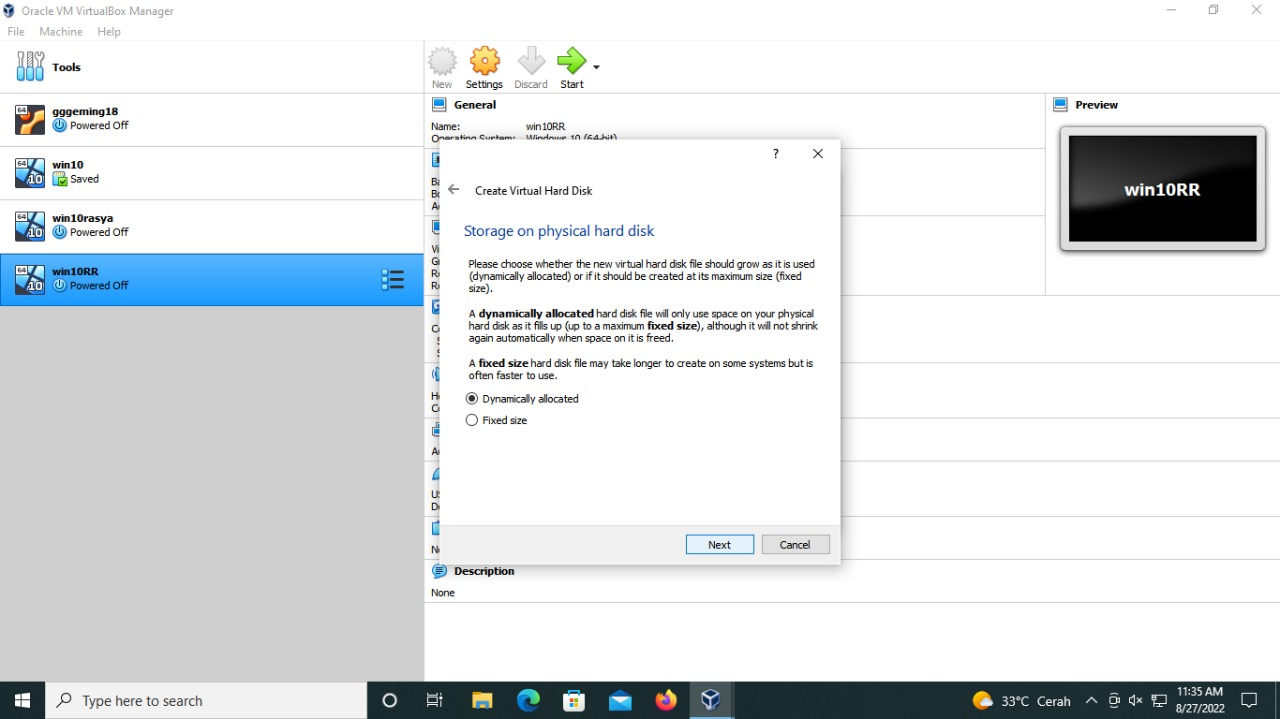 Oracle VM VirtualBox Manager
File Machine Help
Tools
New Settings Discard Start
gggeming18
Powered Off
win10
Saved
win10rasya
Powered Off
win10RR
Powered Off
General
Name: win10RR
Operating System: Windows 10 (64-bit)
Preview
win10RR
?
Create Virtual Hard Disk
Storage on physical hard disk
Please choose whether the new virtual hard disk file should grow as it is used
(dynamically allocated) or if it should be created at its maximum size (fixed
size).
A dynamically allocated hard disk file will only use space on your physical
hard disk as it fills up (up to a maximum fixed size), although it will not shrink
again automatically when space on it is freed.
A fixed size hard disk file may take longer to create on some systems but is
often faster to use.
Dynamically allocated
Fixed size
Next Cancel
Description
None
Type here to search
33°C Cerah
11:35 AM
8/27/2022